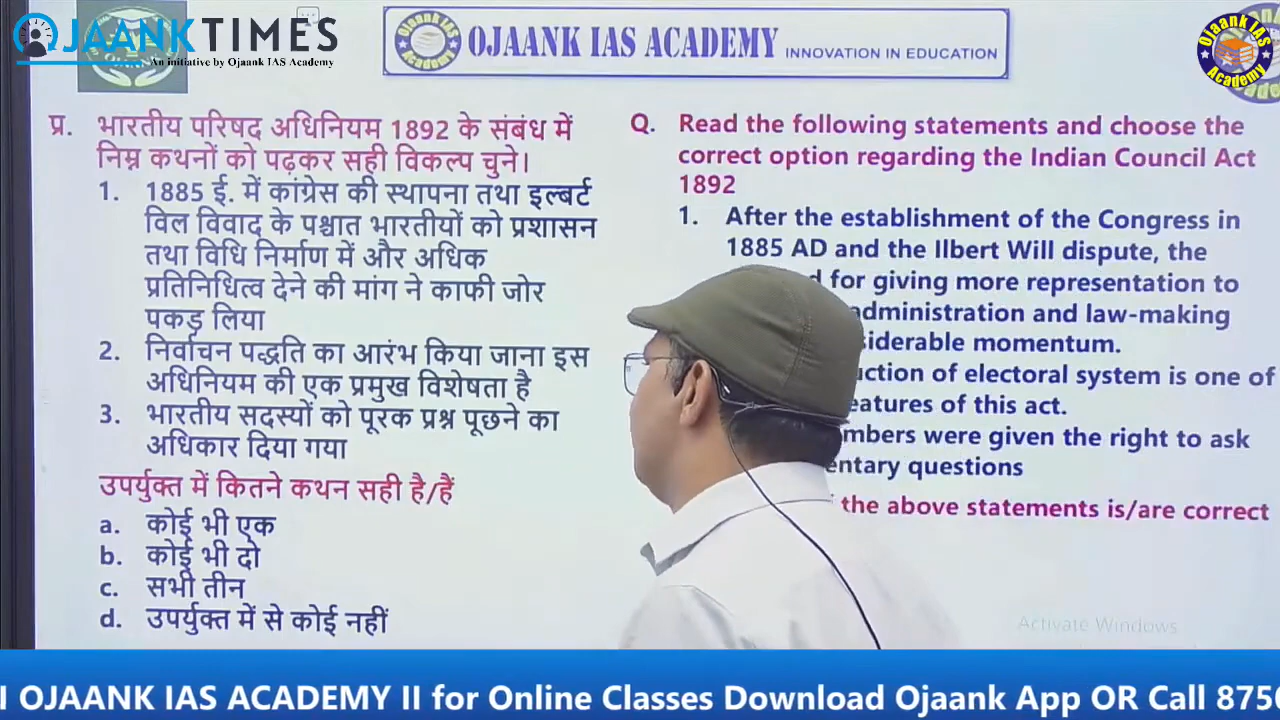 OJAANKTIMES
An initiative by Ojaank IAS Academy
OJAANK IAS ACADEMY INNOVATION IN EDUCATION
Ojaank IAS
Academy
प्र. भारतीय परिषद अधिनियम 1892 के संबंध में
निम्न कथनों को पढ़कर सही विकल्प चुने।
1. 1885 ई. में कांग्रेस की स्थापना तथा इल्बर्ट
विल विवाद के पश्चात भारतीयों को प्रशासन
तथा विधि निर्माण में और अधिक
प्रतिनिधित्व देने की मांग ने काफी जोर
पकड़ लिया
2. निर्वाचन पद्धति का आरंभ किया जाना इस
अधिनियम की एक प्रमुख विशेषता है
3. भारतीय सदस्यों को पूरक प्रश्न पूछने का
अधिकार दिया गया
उपर्युक्त में कितने कथन सही है/हैं
a. कोई भी एक
b. कोई भी दो
c. सभी तीन
d. उपर्युक्त में से कोई नहीं
Q. Read the following statements and choose the
correct option regarding the Indian Council Act
1892
1. After the establishment of the Congress in
1885 AD and the Ilbert Will dispute, the
for giving more representation to
administration and law-making
momentum.
of electoral system is one of
of this act.
were given the right to ask
questions
the above statements is/are correct
Activate Windows
I OJAANK IAS ACADEMY II for Online Classes Download Ojaank App OR Call 8750